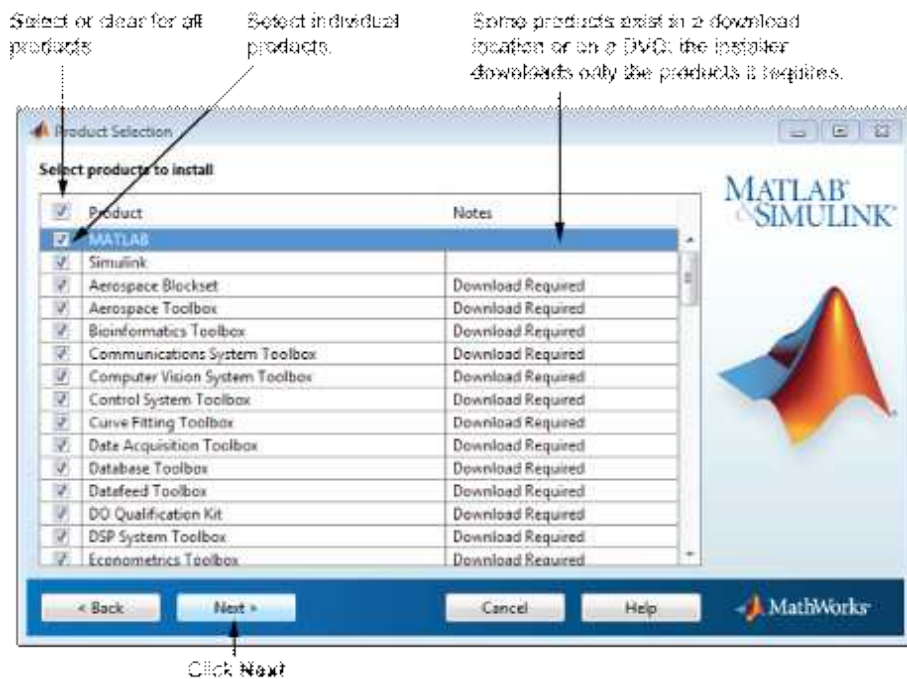 Select or clear for all
products
Select individual
products.
Some products exist in a download
location or on a DVD; the installer
downloads only the products it requires.
Product Selection
Select products to install
Product Notes
MATLAB
Simulink
Aerospace Blockset Download Required
Aerospace Toolbox Download Required
Bioinformatics Toolbox Download Required
Communications System Toolbox Download Required
Computer Vision System Toolbox Download Required
Control System Toolbox Download Required
Curve Fitting Toolbox Download Required
Data Acquisition Toolbox Download Required
Database Toolbox Download Required
Datafeed Toolbox Download Required
DO Qualification Kit Download Required
DSP System Toolbox Download Required
Econometrics Toolbox Download Required
MATLAB®
&SIMULINK®
< Back Next > Cancel Help MathWorks®
Click Next